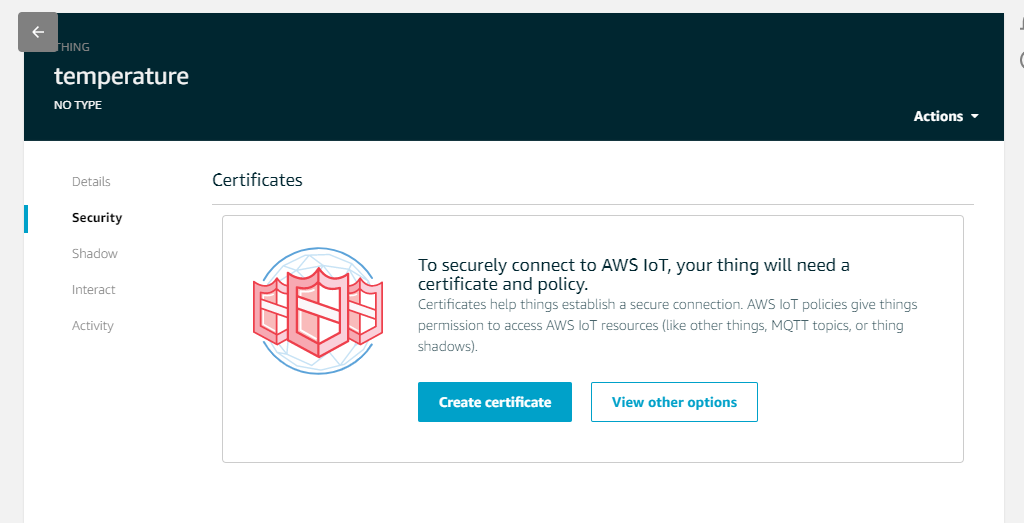 THING
temperature
NO TYPE
Actions
Details
Security
Shadow
Interact
Activity
Certificates
To securely connect to AWS IoT, your thing will need a
certificate and policy.
Certificates help things establish a secure connection. AWS IoT policies give things
permission to access AWS IoT resources (like other things, MQTT topics, or thing
shadows).
Create certificate
View other options